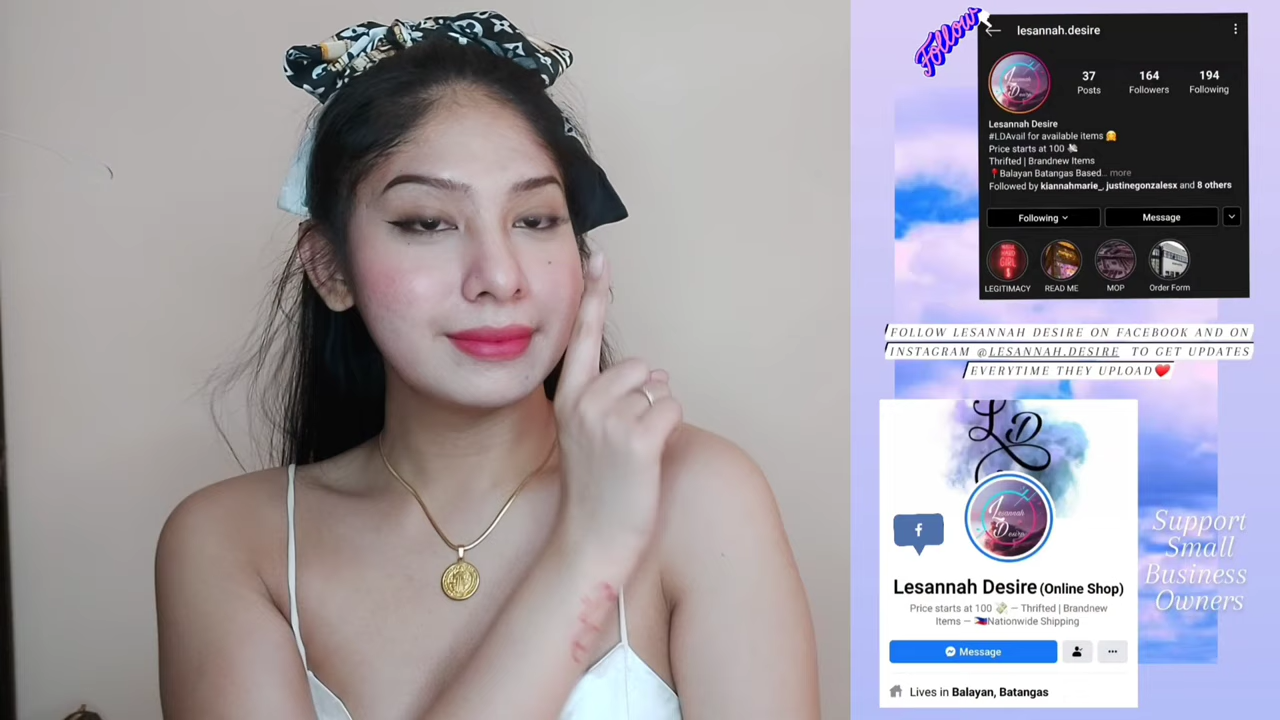 Follow
lesannah.desire
37
164
194
Posts
Followers
Following
Lesannah Desire
#LDAvail for available items 🤗
Price starts at 100 💸
Thrifted | Brandnew Items
📍Balayan Batangas Based... more
Followed by kiannahmarie_, justinegonzalesx and 8 others
Following
Message
LEGITIMACY
READ ME
MOP
Order Form
FOLLOW LESANNAH DESIRE ON FACEBOOK AND ON
INSTAGRAM @LESANNAH.DESIRE TO GET UPDATES
EVERYTIME THEY UPLOAD❤️
LD
Lesannah
Desire
f
Support
Small
Business
Owners
Lesannah Desire (Online Shop)
Price starts at 100 💸 — Thrifted | Brandnew
Items — 🇵🇭Nationwide Shipping
Message
Lives in Balayan, Batangas